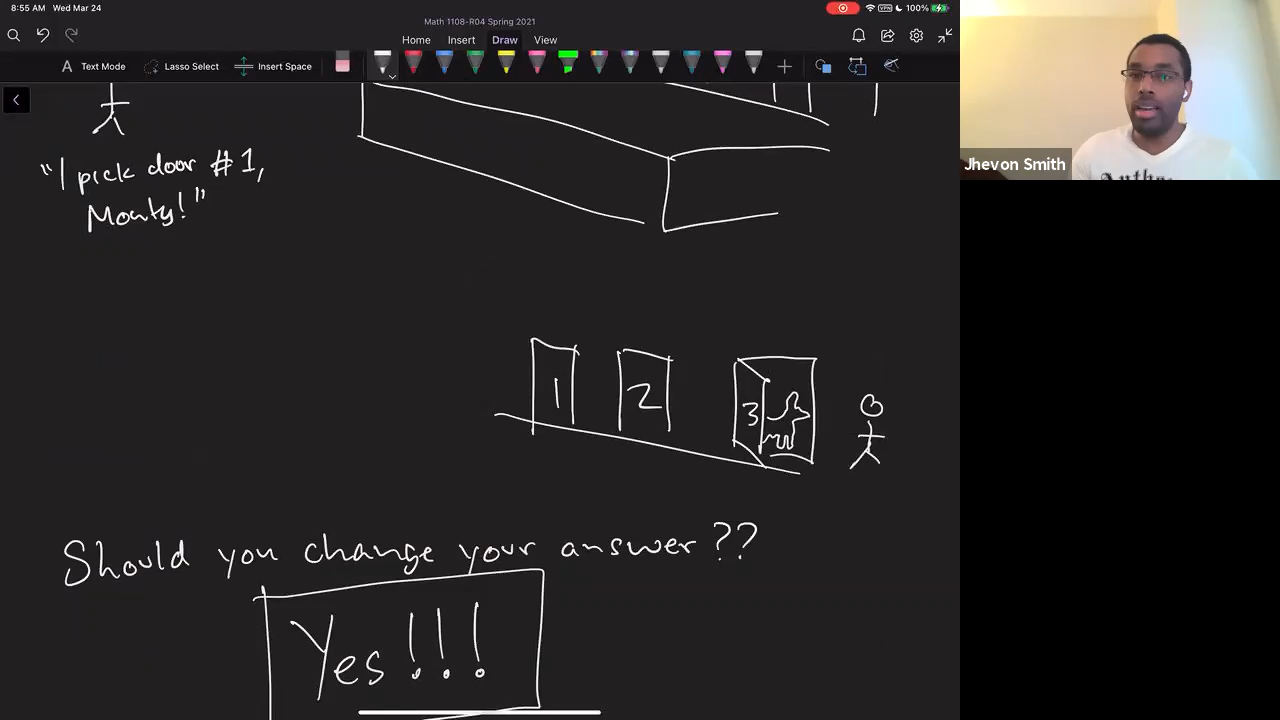 8:55 AM Wed Mar 24
VPN 100%
Math 1108-R04 Spring 2021
Home Insert Draw View
A Text Mode Lasso Select Insert Space
Jhevon Smith
"I pick door #1,
Monty!"
1 2 3
Should you change your answer??
Yes!!!